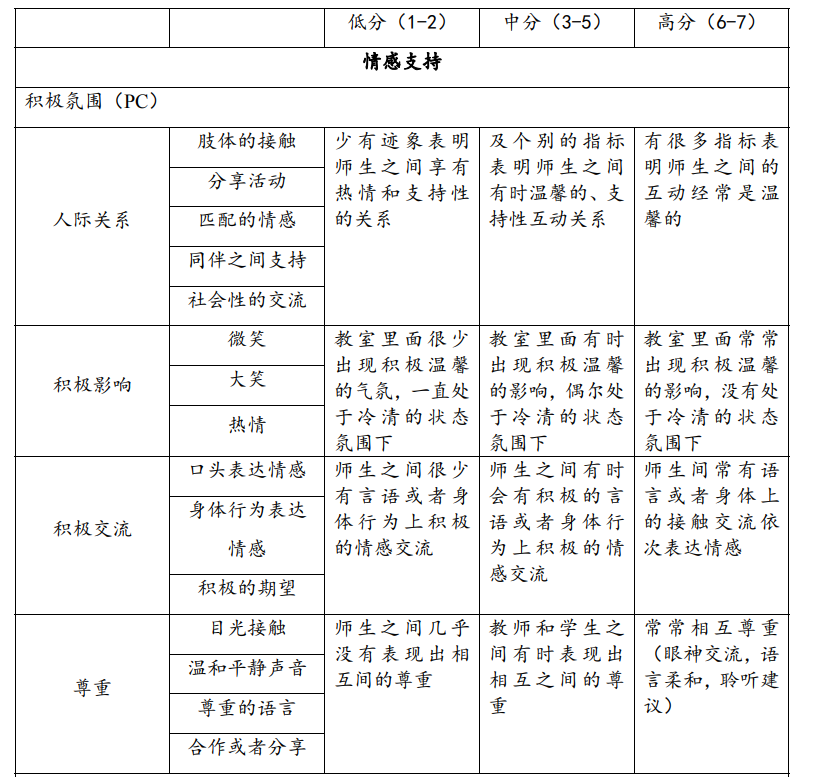 低分（1-2） 中分（3-5） 高分（6-7）
情感支持
积极氛围（PC）
人际关系
肢体的接触
分享活动
匹配的情感
同伴之间支持
社会性的交流
少有迹象表明
师生之间享有
热情和支持性
的关系
及个别的指标
表明师生之间
有时温馨的、支
持性互动关系
有很多指标表
明师生之间的
互动经常是温
馨的
积极影响
微笑
大笑
热情
教室里面很少
出现积极温馨
的气氛，一直处
于冷清的状态
氛围下
教室里面有时
出现积极温馨
的影响，偶尔处
于冷清的状态
氛围下
教室里面常常
出现积极温馨
的影响，没有处
于冷清的状态
氛围下
积极交流
口头表达情感
身体行为表达
情感
积极的期望
师生之间很少
有言语或者身
体行为上积极
的情感交流
师生之间有时
会有积极的言
语或者身体行
为上积极的情
感交流
师生间常有语
言或者身体上
的接触交流依
次表达情感
尊重
目光接触
温和平静声音
尊重的语言
合作或者分享
师生之间几乎
没有表现出相
互间的尊重
教师和学生之
间有时表现出
相互之间的尊
重
常常相互尊重
（眼神交流，语
言柔和，聆听建
议）